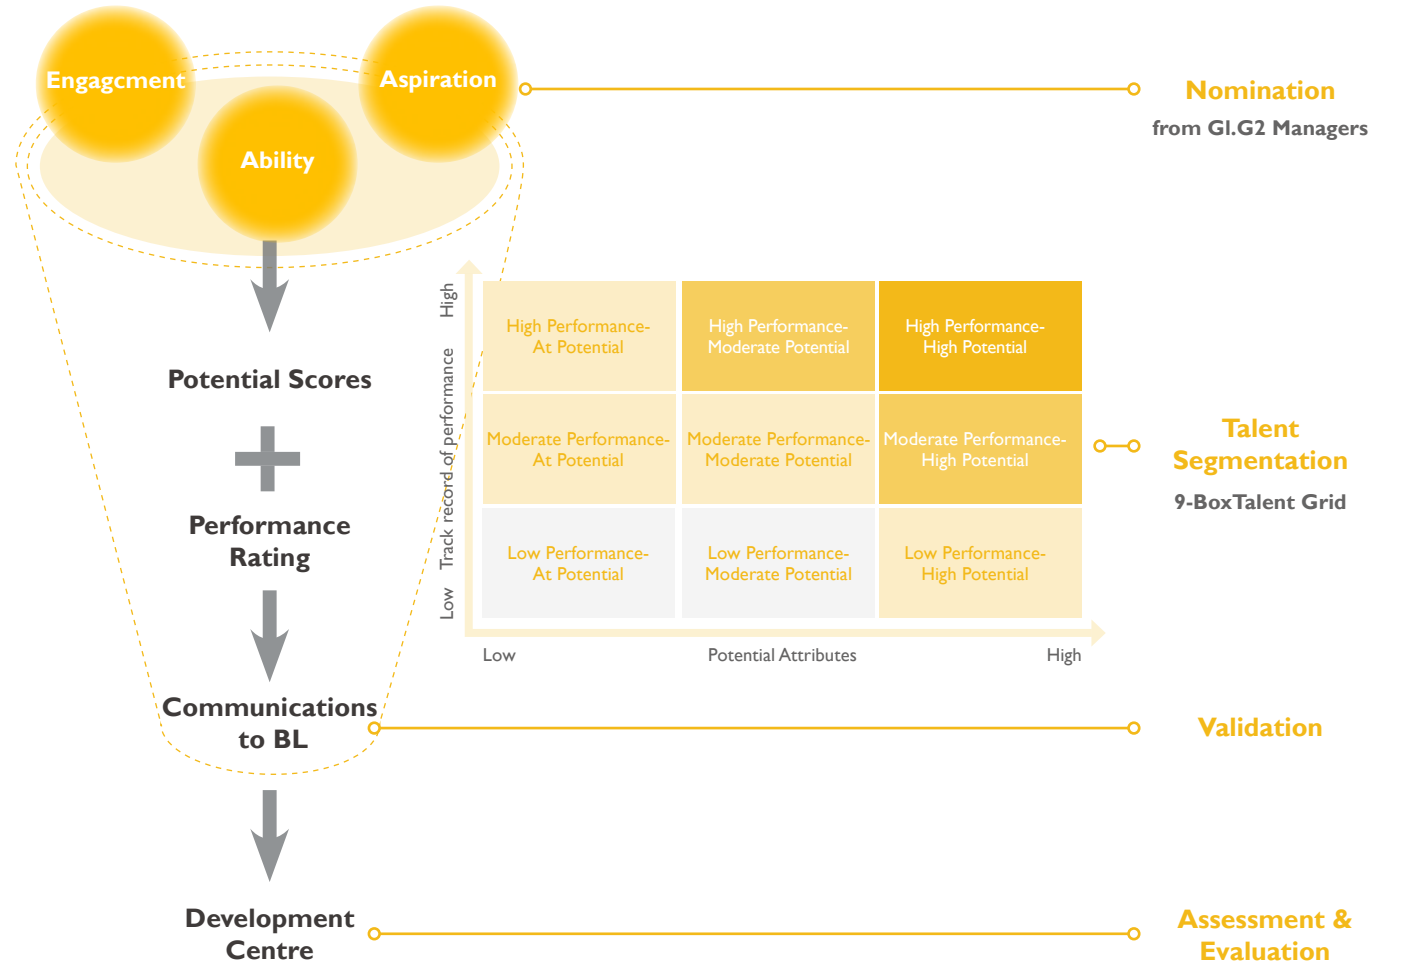 Engagcment
Aspiration
Ability
Nomination
from Gl.G2 Managers
Potential Scores
Performance
Rating
Communications
to BL
Development
Centre
High
Track record of performance
Low
High Performance-
At Potential
High Performance-
Moderate Potential
High Performance-
High Potential
Moderate Performance-
At Potential
Moderate Performance-
Moderate Potential
Moderate Performance-
High Potential
Low Performance-
At Potential
Low Performance-
Moderate Potential
Low Performance-
High Potential
Low
Potential Attributes
High
Talent
Segmentation
9-BoxTalent Grid
Validation
Assessment &
Evaluation